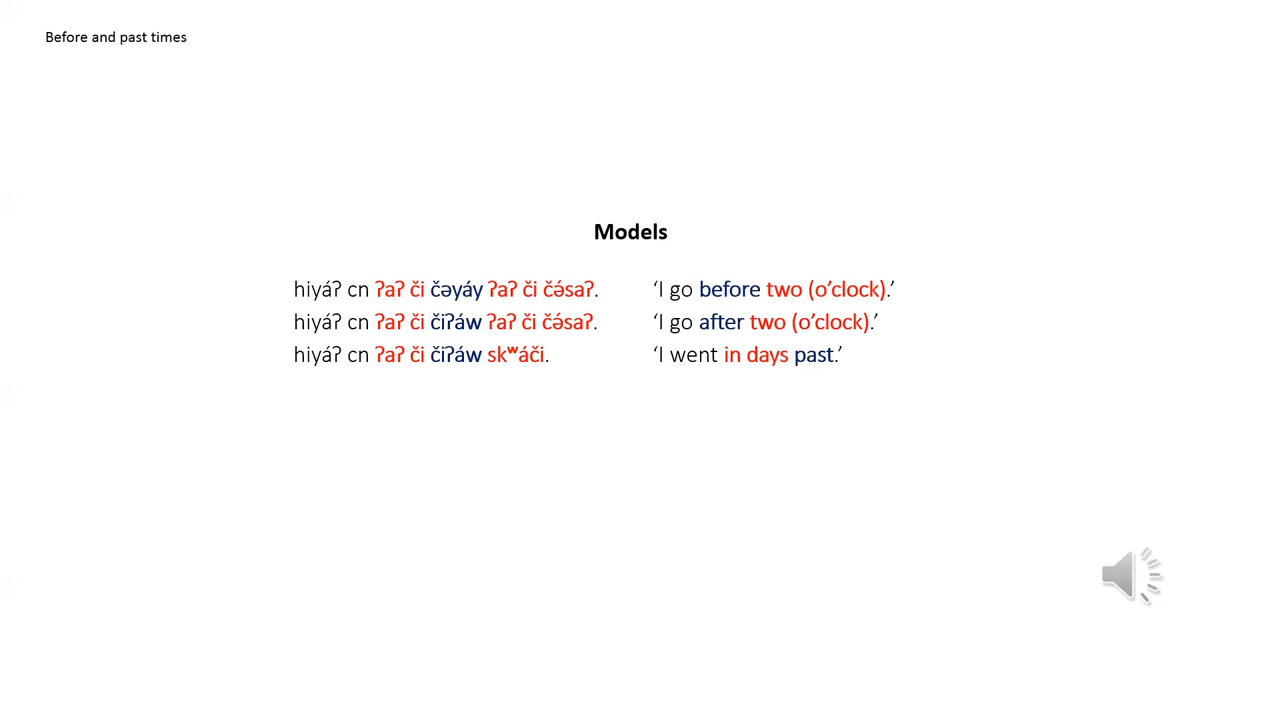 Before and past times
Models
hiyáʔ cn ʔaʔ či čəyáy ʔaʔ či čə́saʔ. ‘I go before two (o’clock).’
hiyáʔ cn ʔaʔ či čiʔáw ʔaʔ či čə́saʔ. ‘I go after two (o’clock).’
hiyáʔ cn ʔaʔ či čiʔáw skʷáči. ‘I went in days past.’